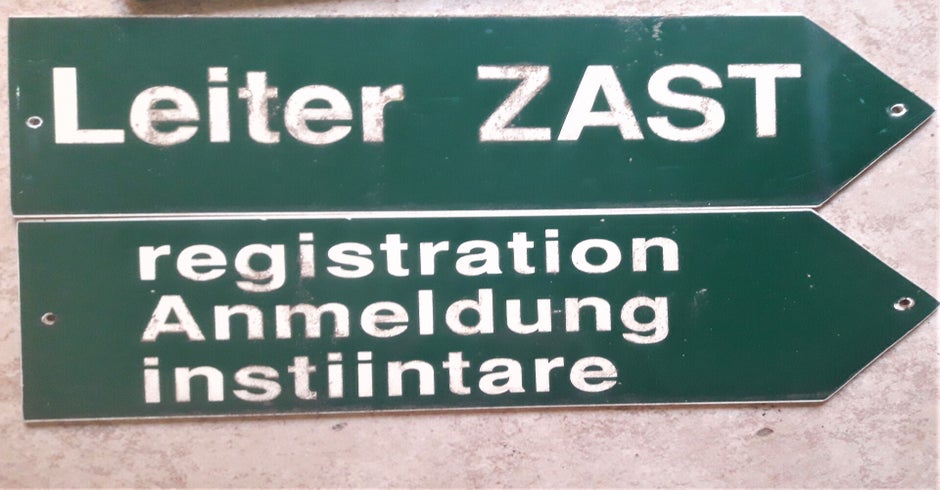 Leiter ZAST
registration
Anmeldung
instiintare